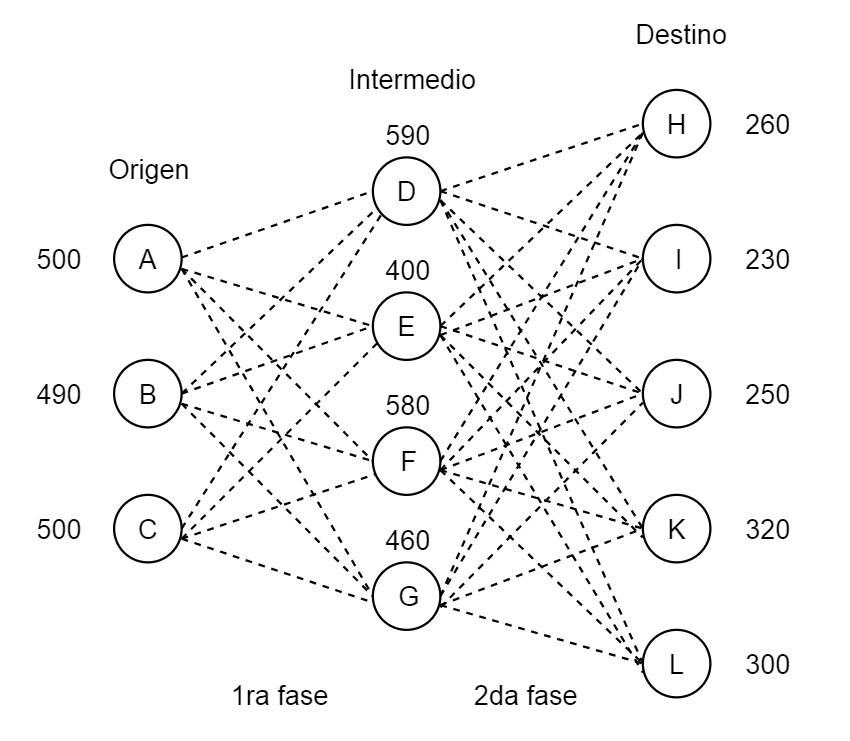 Destino
Intermedio
Origen
590
400
580
460
500
490
500
A
B
C
D
E
F
G
H
I
J
K
L
260
230
250
320
300
1ra fase
2da fase